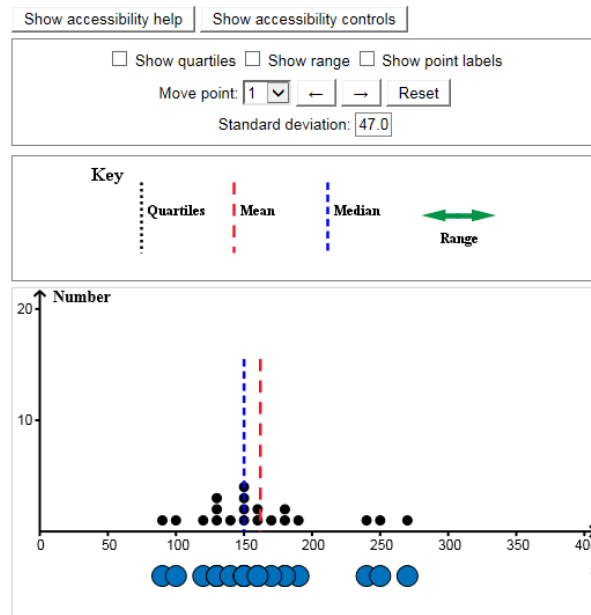 Show accessibility help Show accessibility controls
Show quartiles Show range Show point labels
Move point: 1 ← → Reset
Standard deviation: 47.0
Key
Quartiles Mean Median
Range
Number
20
10
0 50 100 150 200 250 300 350